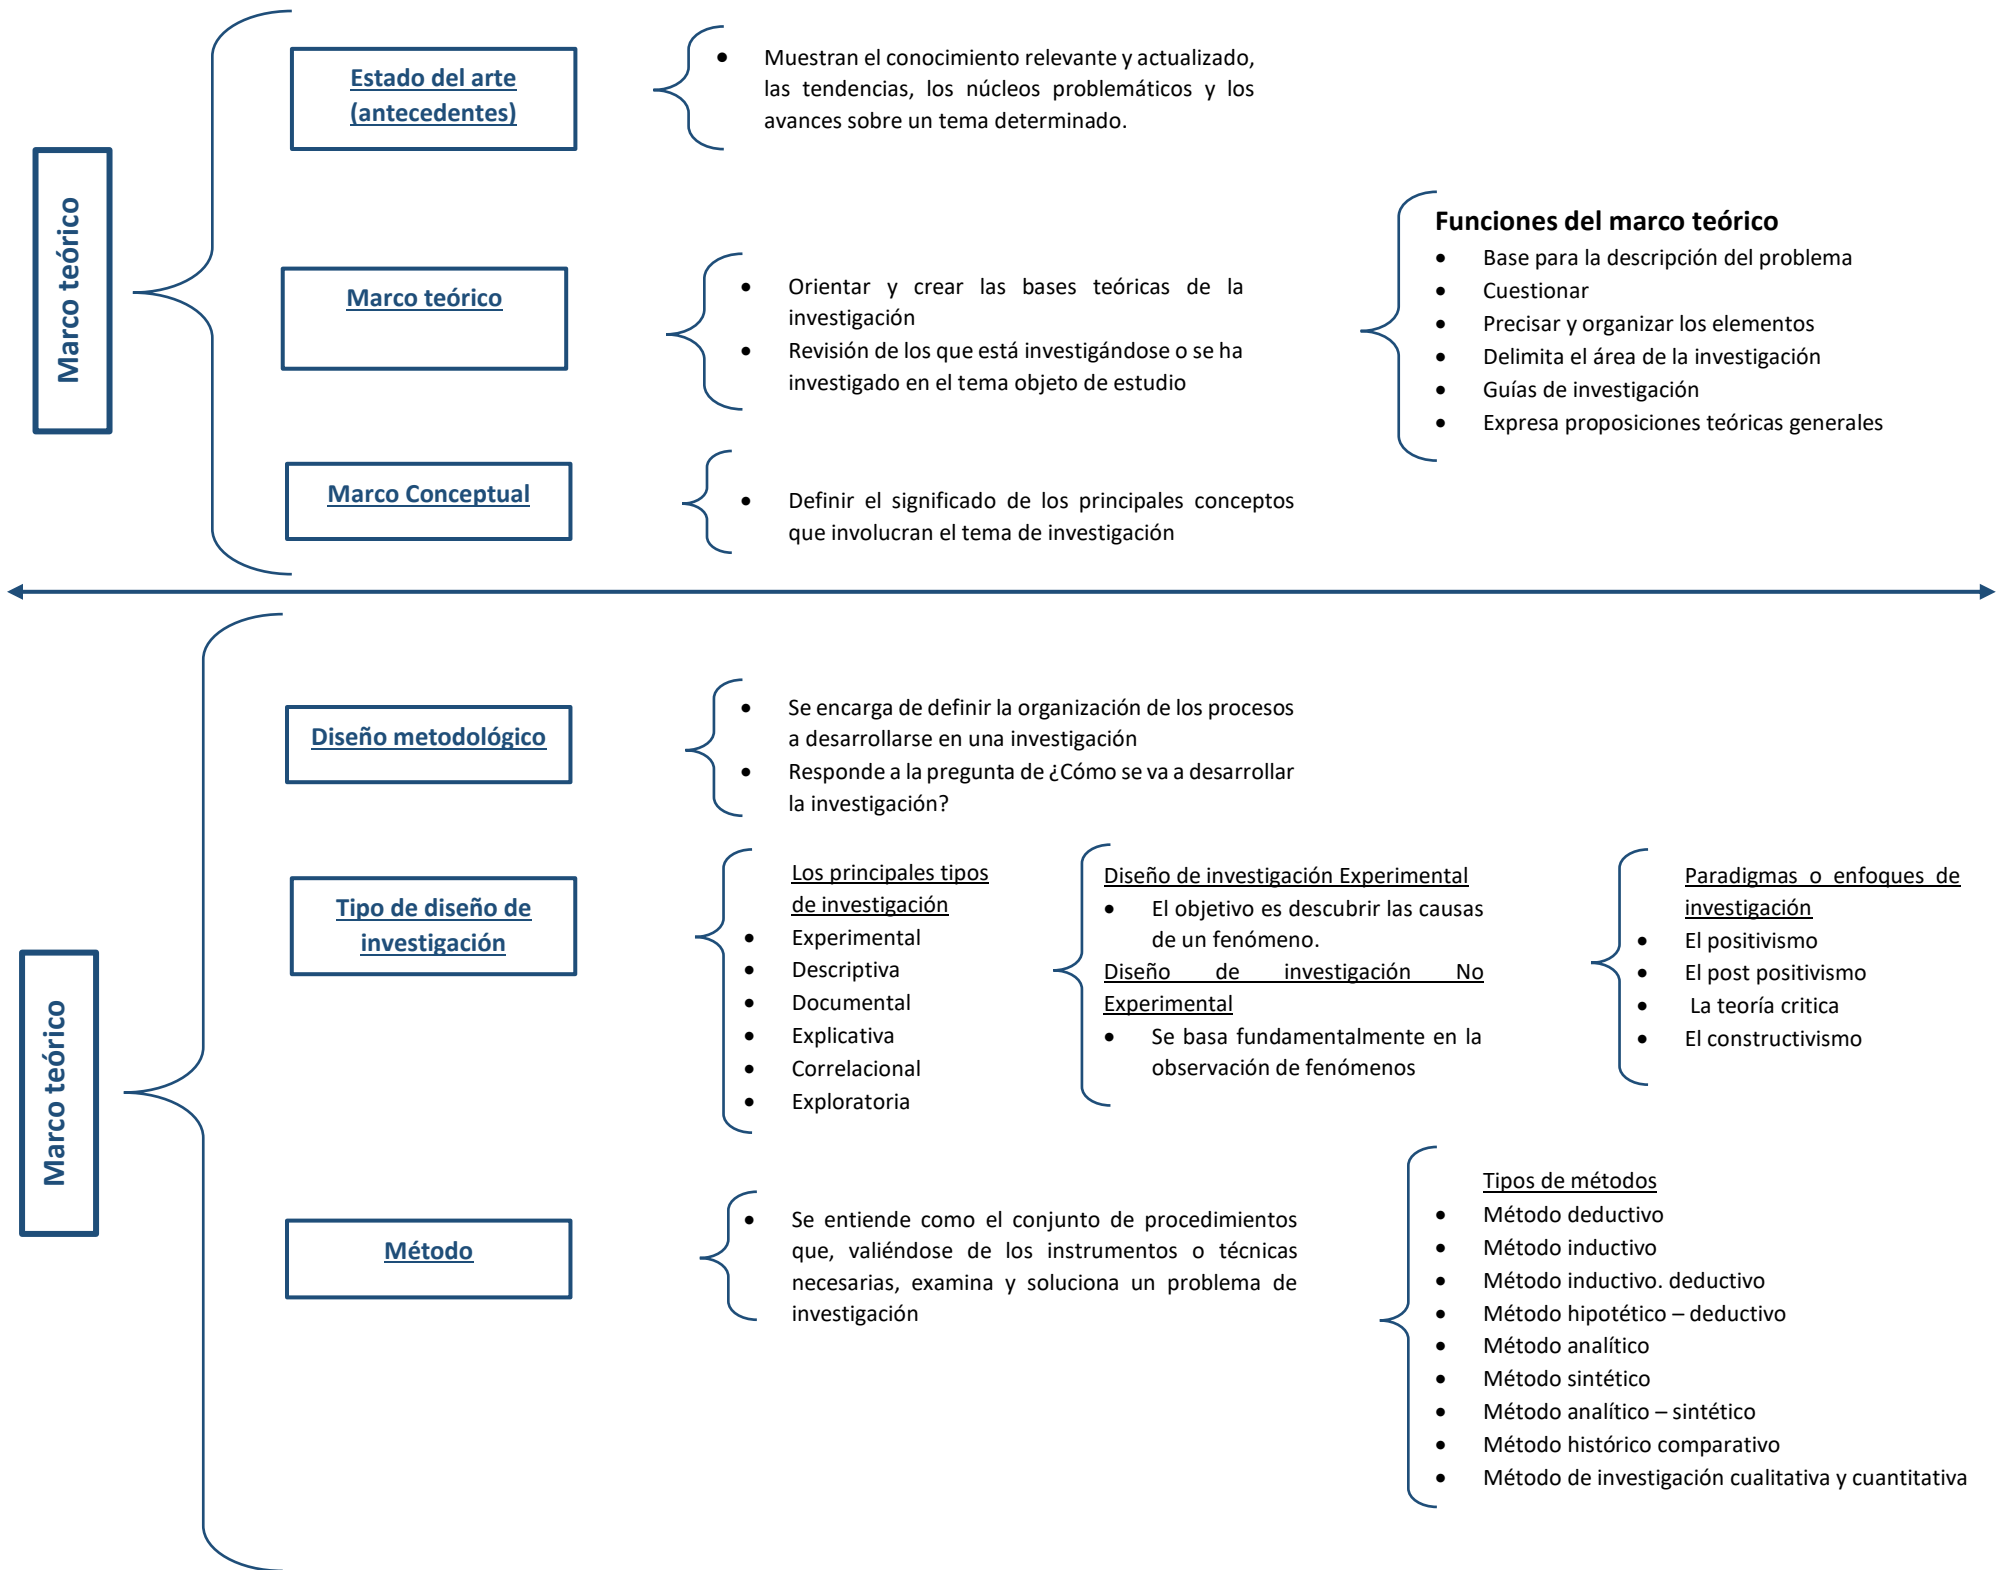 Marco teórico
Estado del arte
(antecedentes)
• Muestran el conocimiento relevante y actualizado,
las tendencias, los núcleos problemáticos y los
avances sobre un tema determinado.
Marco teórico
• Orientar y crear las bases teóricas de la
investigación
• Revisión de los que está investigándose o se ha
investigado en el tema objeto de estudio
Funciones del marco teórico
• Base para la descripción del problema
• Cuestionar
• Precisar y organizar los elementos
• Delimita el área de la investigación
• Guías de investigación
• Expresa proposiciones teóricas generales
Marco Conceptual
• Definir el significado de los principales conceptos
que involucran el tema de investigación
Marco teórico
Diseño metodológico
• Se encarga de definir la organización de los procesos
a desarrollarse en una investigación
• Responde a la pregunta de ¿Cómo se va a desarrollar
la investigación?
Tipo de diseño de
investigación
Los principales tipos
de investigación
• Experimental
• Descriptiva
• Documental
• Explicativa
• Correlacional
• Exploratoria
Diseño de investigación Experimental
• El objetivo es descubrir las causas
de un fenómeno.
Diseño de investigación No
Experimental
• Se basa fundamentalmente en la
observación de fenómenos
Paradigmas o enfoques de
investigación
• El positivismo
• El post positivismo
• La teoría critica
• El constructivismo
Método
• Se entiende como el conjunto de procedimientos
que, valiéndose de los instrumentos o técnicas
necesarias, examina y soluciona un problema de
investigación
Tipos de métodos
• Método deductivo
• Método inductivo
• Método inductivo. deductivo
• Método hipotético – deductivo
• Método analítico
• Método sintético
• Método analítico – sintético
• Método histórico comparativo
• Método de investigación cualitativa y cuantitativa